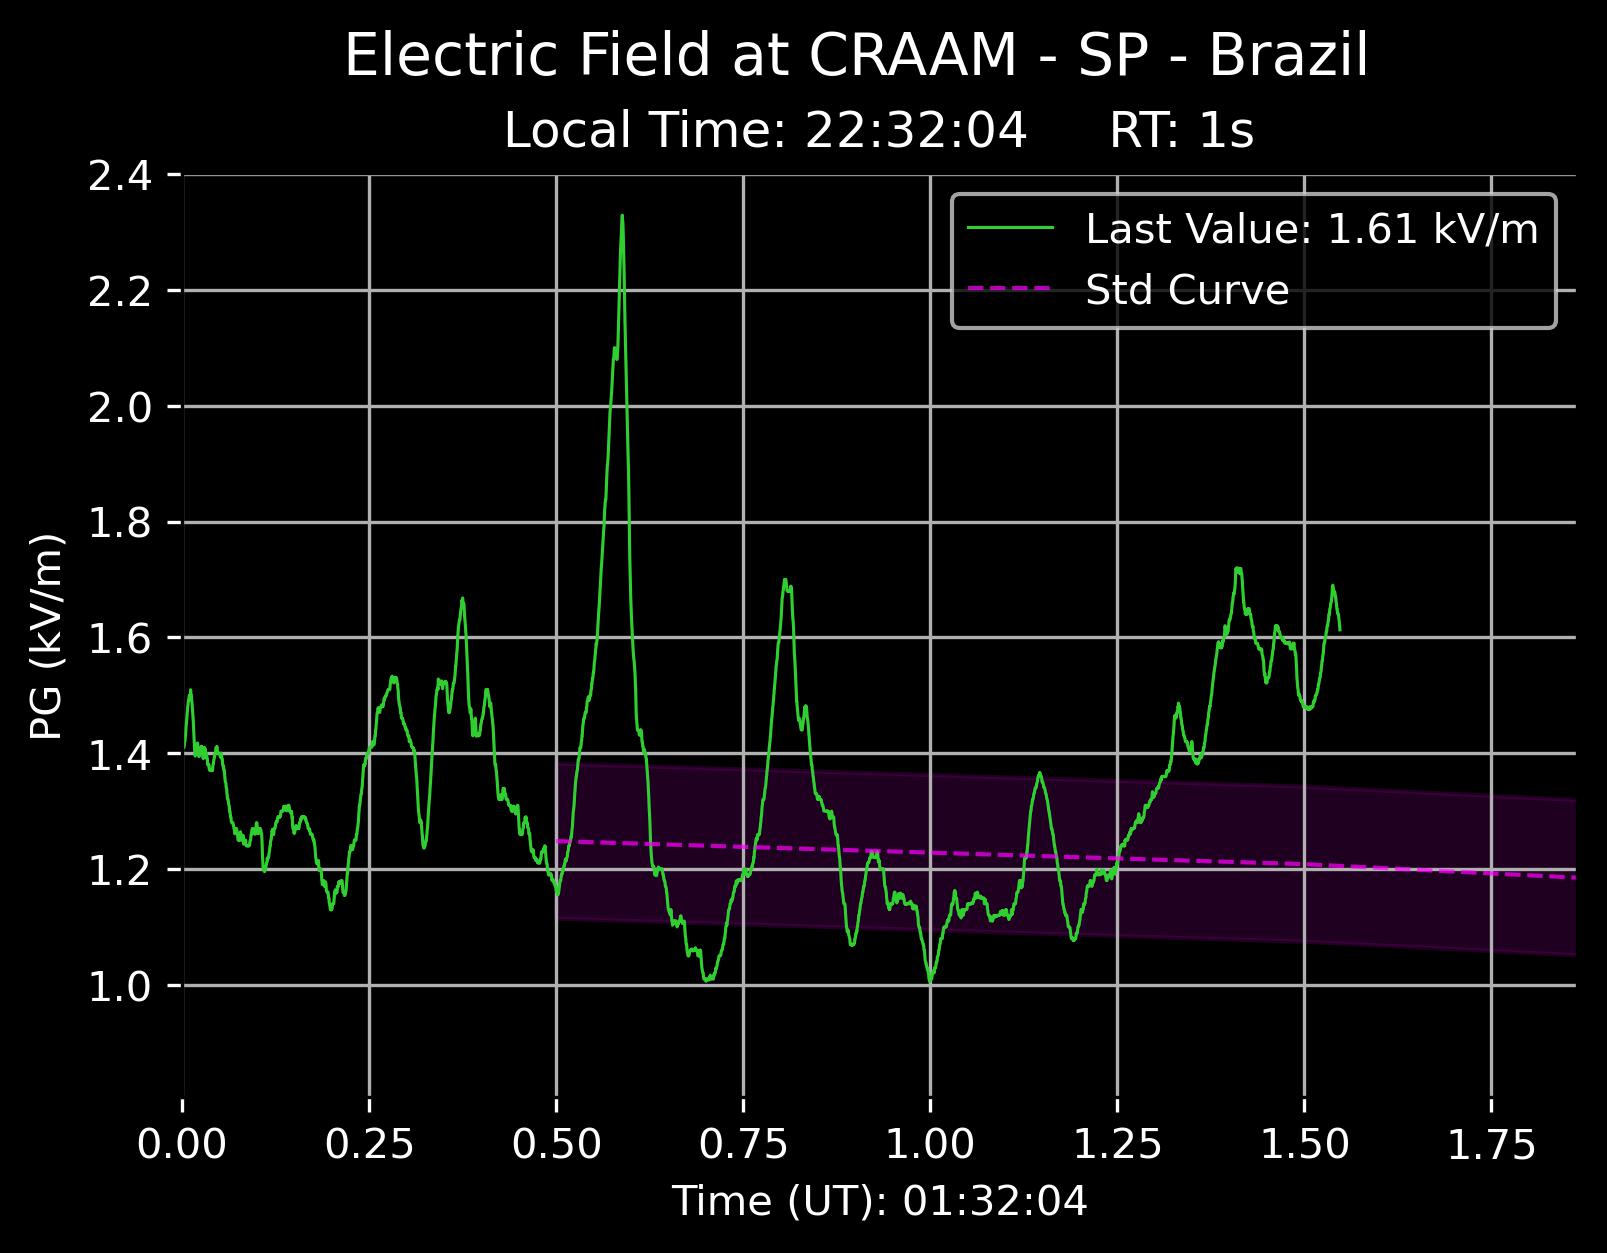 Electric Field at CRAAM - SP - Brazil
Local Time: 22:32:04 RT: 1s
Last Value: 1.61 kV/m
Std Curve
PG (kV/m)
2.4
2.2
2.0
1.8
1.6
1.4
1.2
1.0
0.00 0.25 0.50 0.75 1.00 1.25 1.50 1.75
Time (UT): 01:32:04